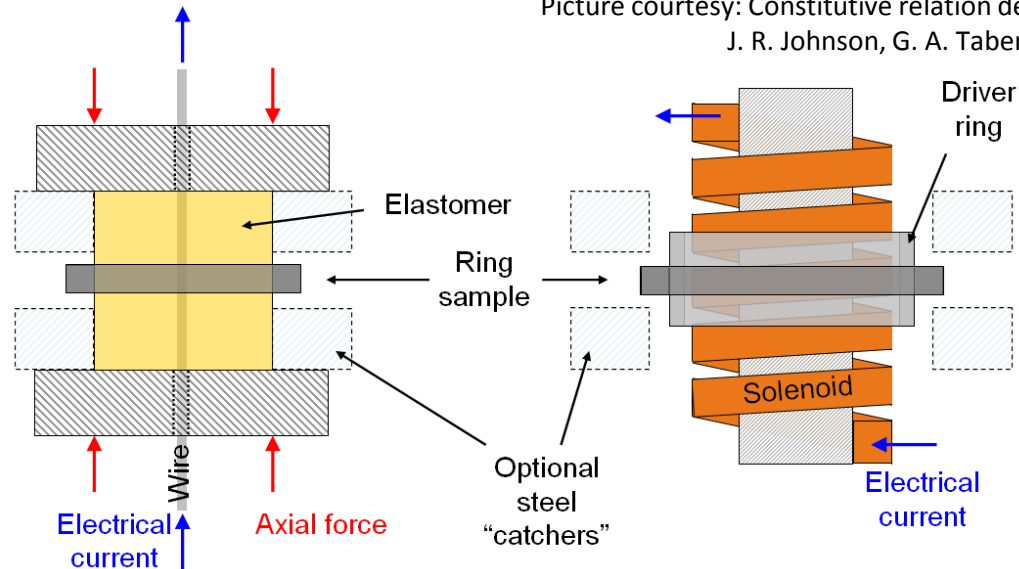 Picture courtesy: Constitutive relation de
J. R. Johnson, G. A. Taber
Driver
ring
Elastomer
Ring
sample
Solenoid
Wire
Optional
steel
“catchers”
Electrical
current
Axial force
Electrical
current